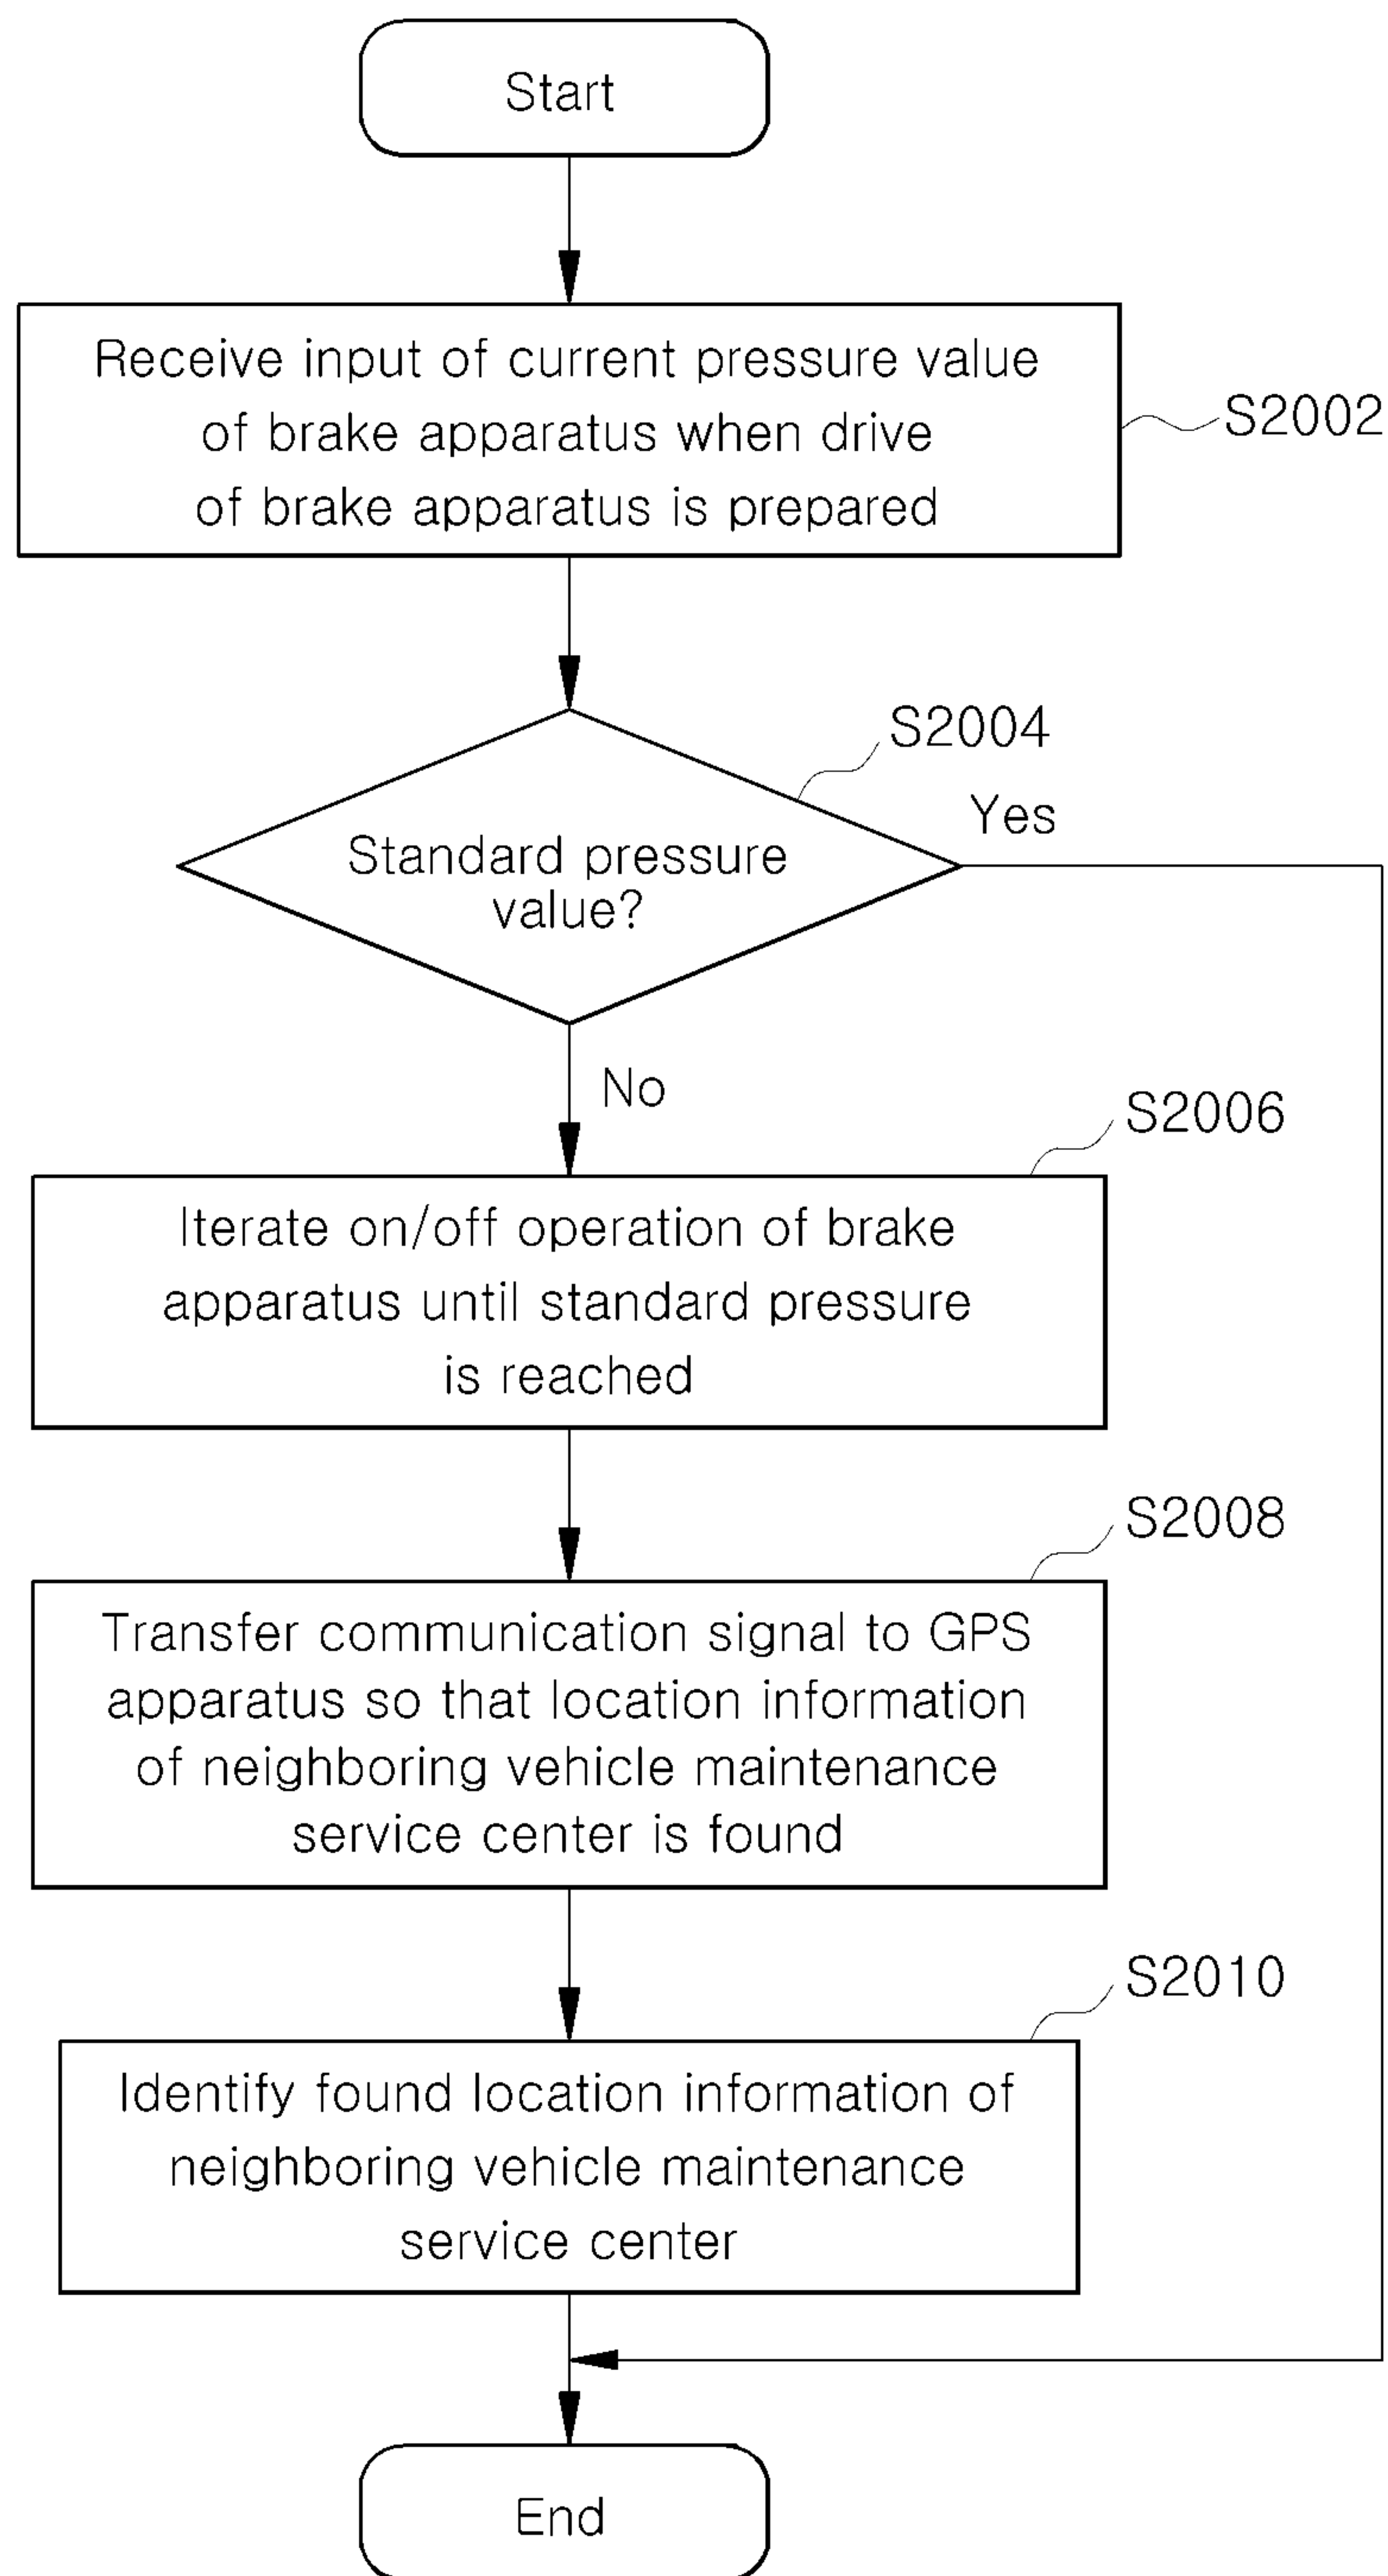 Start
Receive input of current pressure value
of brake apparatus when drive
of brake apparatus is prepared
S2002
S2004
Yes
Standard pressure
value?
No
S2006
Iterate on/off operation of brake
apparatus until standard pressure
is reached
S2008
Transfer communication signal to GPS
apparatus so that location information
of neighboring vehicle maintenance
service center is found
S2010
Identify found location information of
neighboring vehicle maintenance
service center
End